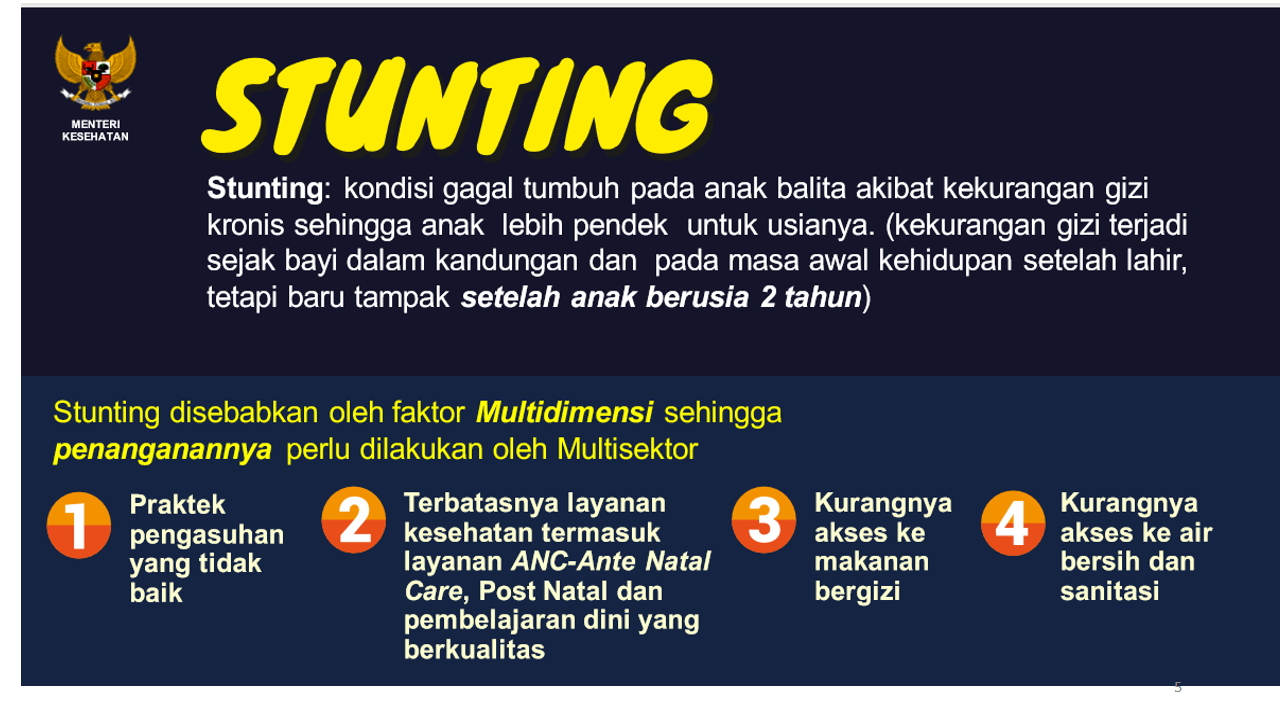 MENTERI
KESEHATAN
STUNTING
Stunting: kondisi gagal tumbuh pada anak balita akibat kekurangan gizi
kronis sehingga anak lebih pendek untuk usianya. (kekurangan gizi terjadi
sejak bayi dalam kandungan dan pada masa awal kehidupan setelah lahir,
tetapi baru tampak setelah anak berusia 2 tahun)
Stunting disebabkan oleh faktor Multidimensi sehingga
penanganannya perlu dilakukan oleh Multisektor
1
Praktek
pengasuhan
yang tidak
baik
2
Terbatasnya layanan
kesehatan termasuk
layanan ANC-Ante Natal
Care, Post Natal dan
pembelajaran dini yang
berkualitas
3
Kurangnya
akses ke
makanan
bergizi
4
Kurangnya
akses ke air
bersih dan
sanitasi
5